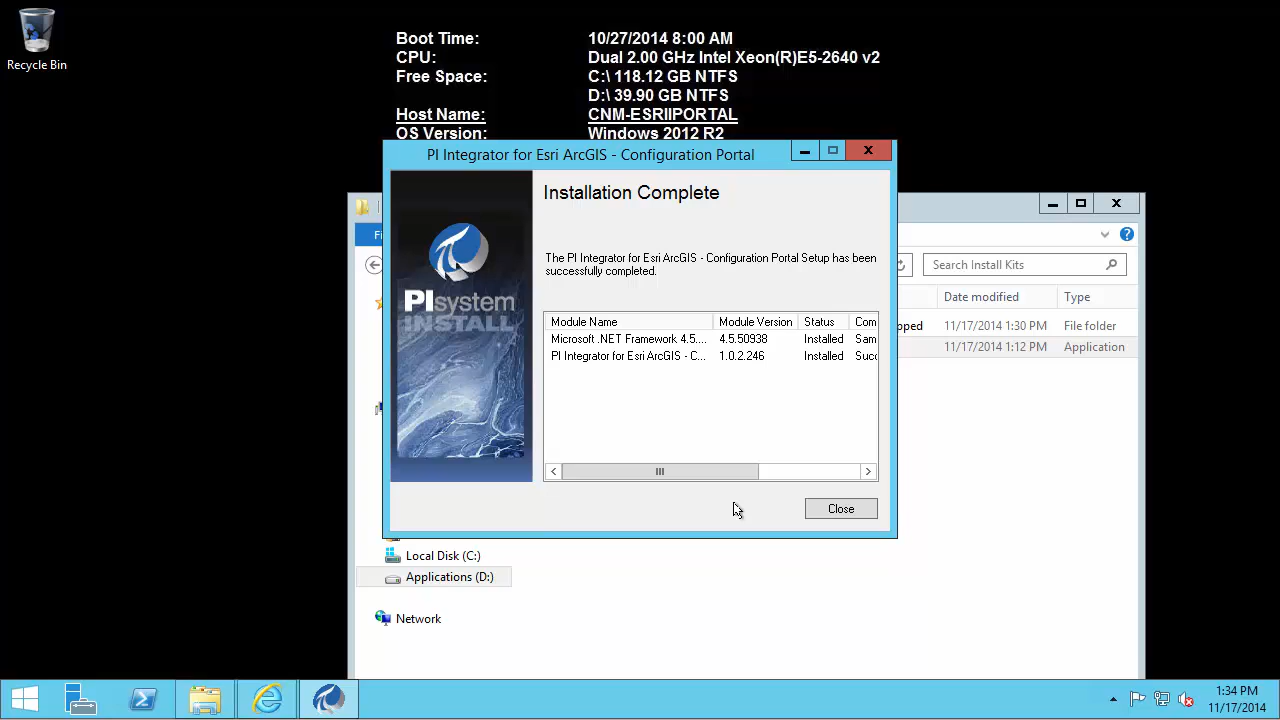 Recycle Bin
Boot Time: 10/27/2014 8:00 AM
CPU: Dual 2.00 GHz Intel Xeon(R)E5-2640 v2
Free Space: C:\ 118.12 GB NTFS
D:\ 39.90 GB NTFS
Host Name: CNM-ESRIIPORTAL
OS Version: Windows 2012 R2
PI Integrator for Esri ArcGIS - Configuration Portal
Installation Complete
The PI Integrator for Esri ArcGIS - Configuration Portal Setup has been
successfully completed.
PIsystem
INSTALL
Module Name Module Version Status Com
Microsoft .NET Framework 4.5.... 4.5.50938 Installed Sam
PI Integrator for Esri ArcGIS - C... 1.0.2.246 Installed Succ
Close
Fi
Search Install Kits
Date modified Type
pped 11/17/2014 1:30 PM File folder
11/17/2014 1:12 PM Application
Local Disk (C:)
Applications (D:)
Network
1:34 PM
11/17/2014